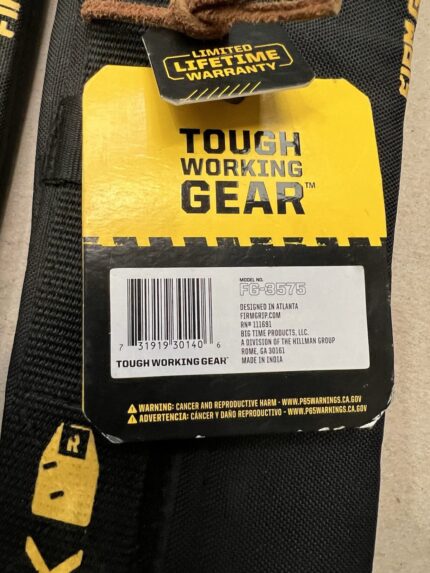 LIMITED
LIFETIME
WARRANTY
TOUGH
WORKING
GEAR™
MODEL NO.
FG-3575
DESIGNED IN ATLANTA
FIRMGRIP.COM
RN# 111691
BIG TIME PRODUCTS, LLC.
A DIVISION OF THE HILLMAN GROUP
ROME, GA 30161
MADE IN INDIA
7 31919 30140 6
TOUGH WORKING GEAR™
WARNING: CANCER AND REPRODUCTIVE HARM - WWW.P65WARNINGS.CA.GOV
ADVERTENCIA: CÁNCER Y DAÑO REPRODUCTIVO - WWW.P65WARNINGS.CA.GOV